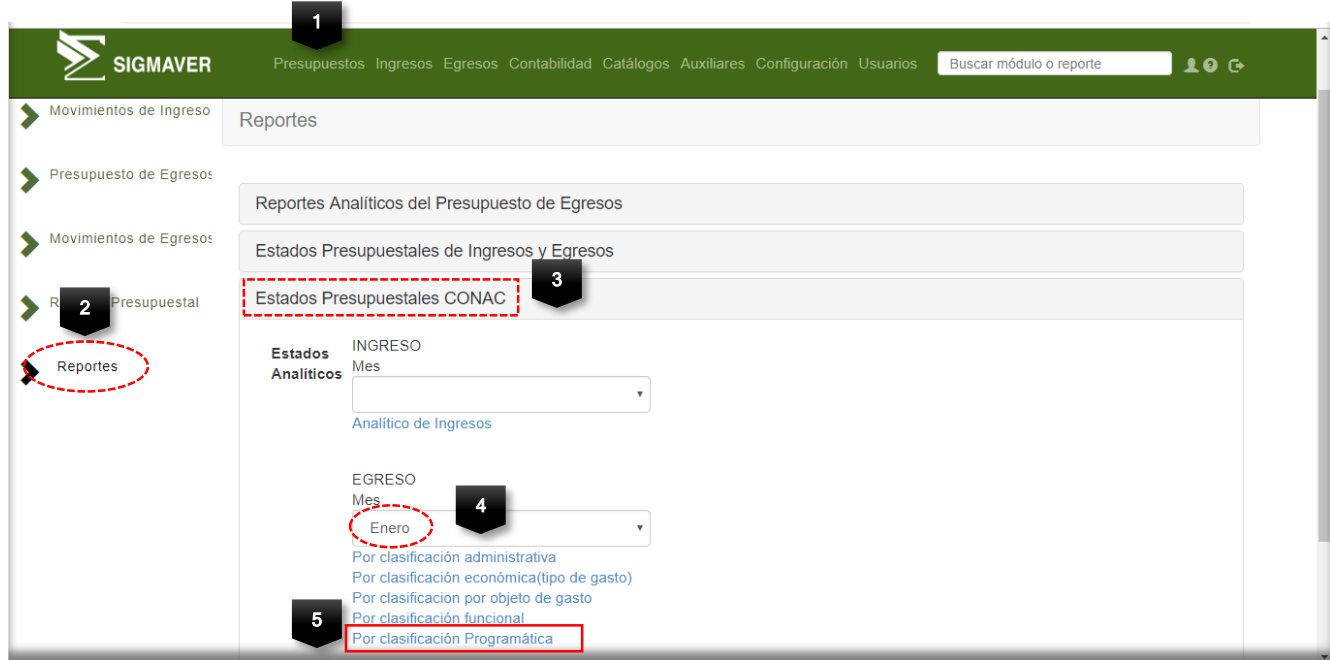 1
SIGMAVER
Presupuestos Ingresos Egresos Contabilidad Catálogos Auxiliares Configuración Usuarios Buscar módulo o reporte
Movimientos de Ingreso
Presupuesto de Egresos
Movimientos de Egresos
2
Presupuestal
Reportes
Reportes
Reportes Analíticos del Presupuesto de Egresos
Estados Presupuestales de Ingresos y Egresos
3
Estados Presupuestales CONAC
Estados
Analíticos
INGRESO
Mes
Analítico de Ingresos
EGRESO
Mes
4
Enero
Por clasificación administrativa
Por clasificación económica(tipo de gasto)
Por clasificacion por objeto de gasto
Por clasificación funcional
5
Por clasificación Programática